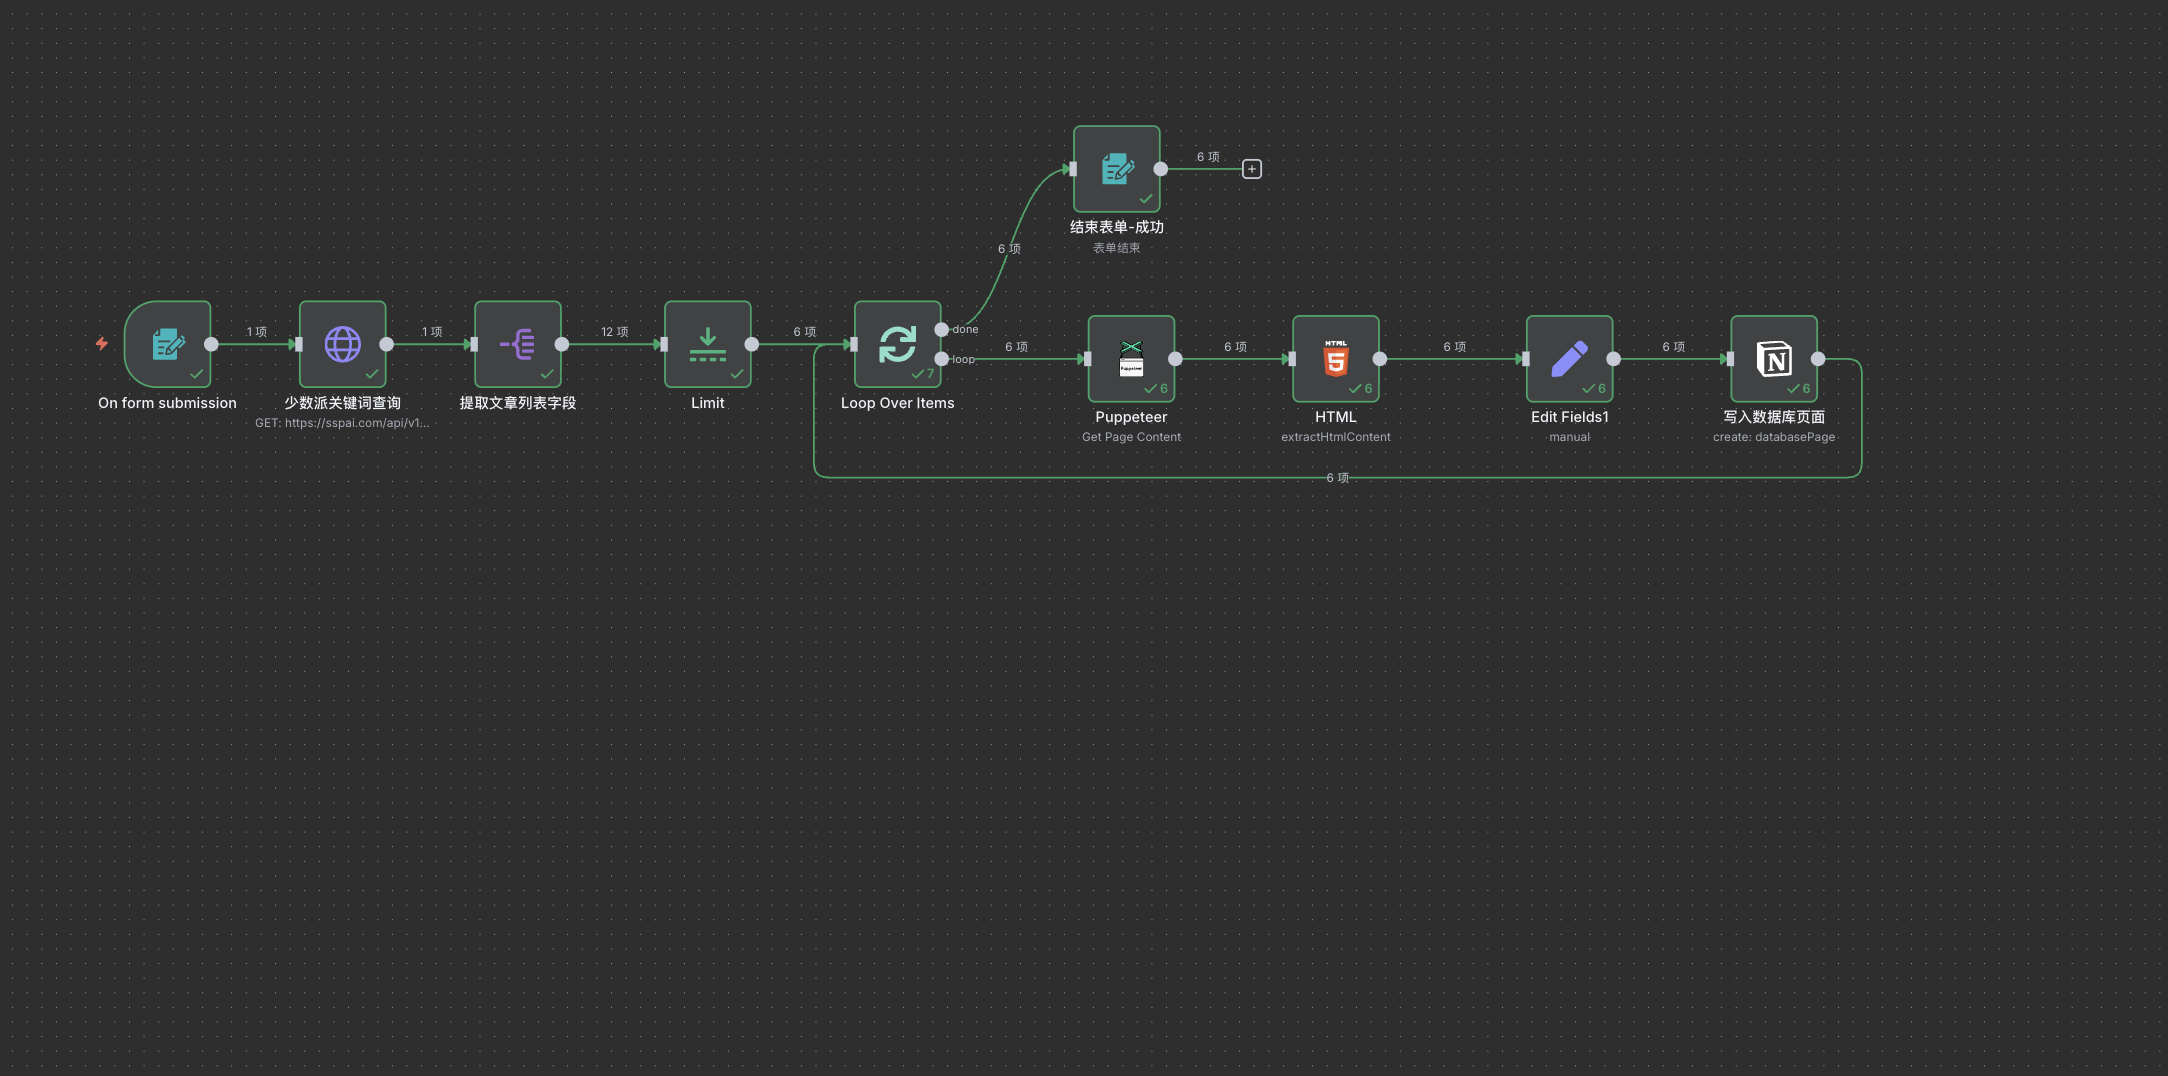 6 项
结束表单-成功
表单结束
6 项
1 项
1 项
12 项
6 项
done
loop
7
On form submission
少数派关键词查询
GET: https://sspai.com/api/v1...
提取文章列表字段
Limit
Loop Over Items
6 项
6 项
6 项
6 项
Puppeteer
6
HTML
6
6
6
Puppeteer
Get Page Content
HTML
extractHtmlContent
Edit Fields1
manual
写入数据库页面
create: databasePage
6 项